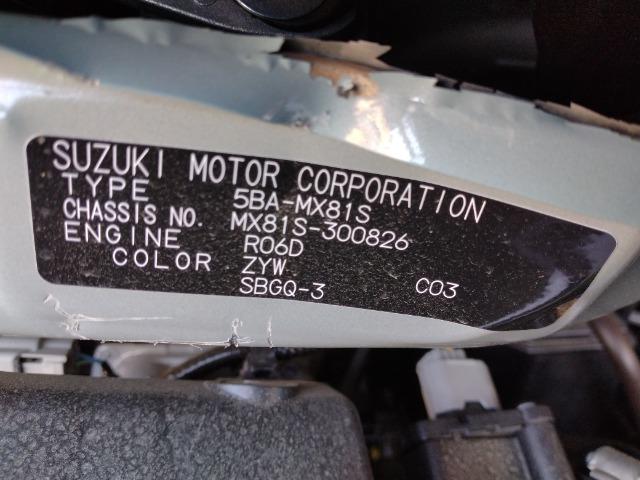 SUZUKI MOTOR CORPORATION
TYPE 5BA-MX81S
CHASSIS NO. MX81S-300826
ENGINE R06D
COLOR ZYW
SBGQ-3 C03